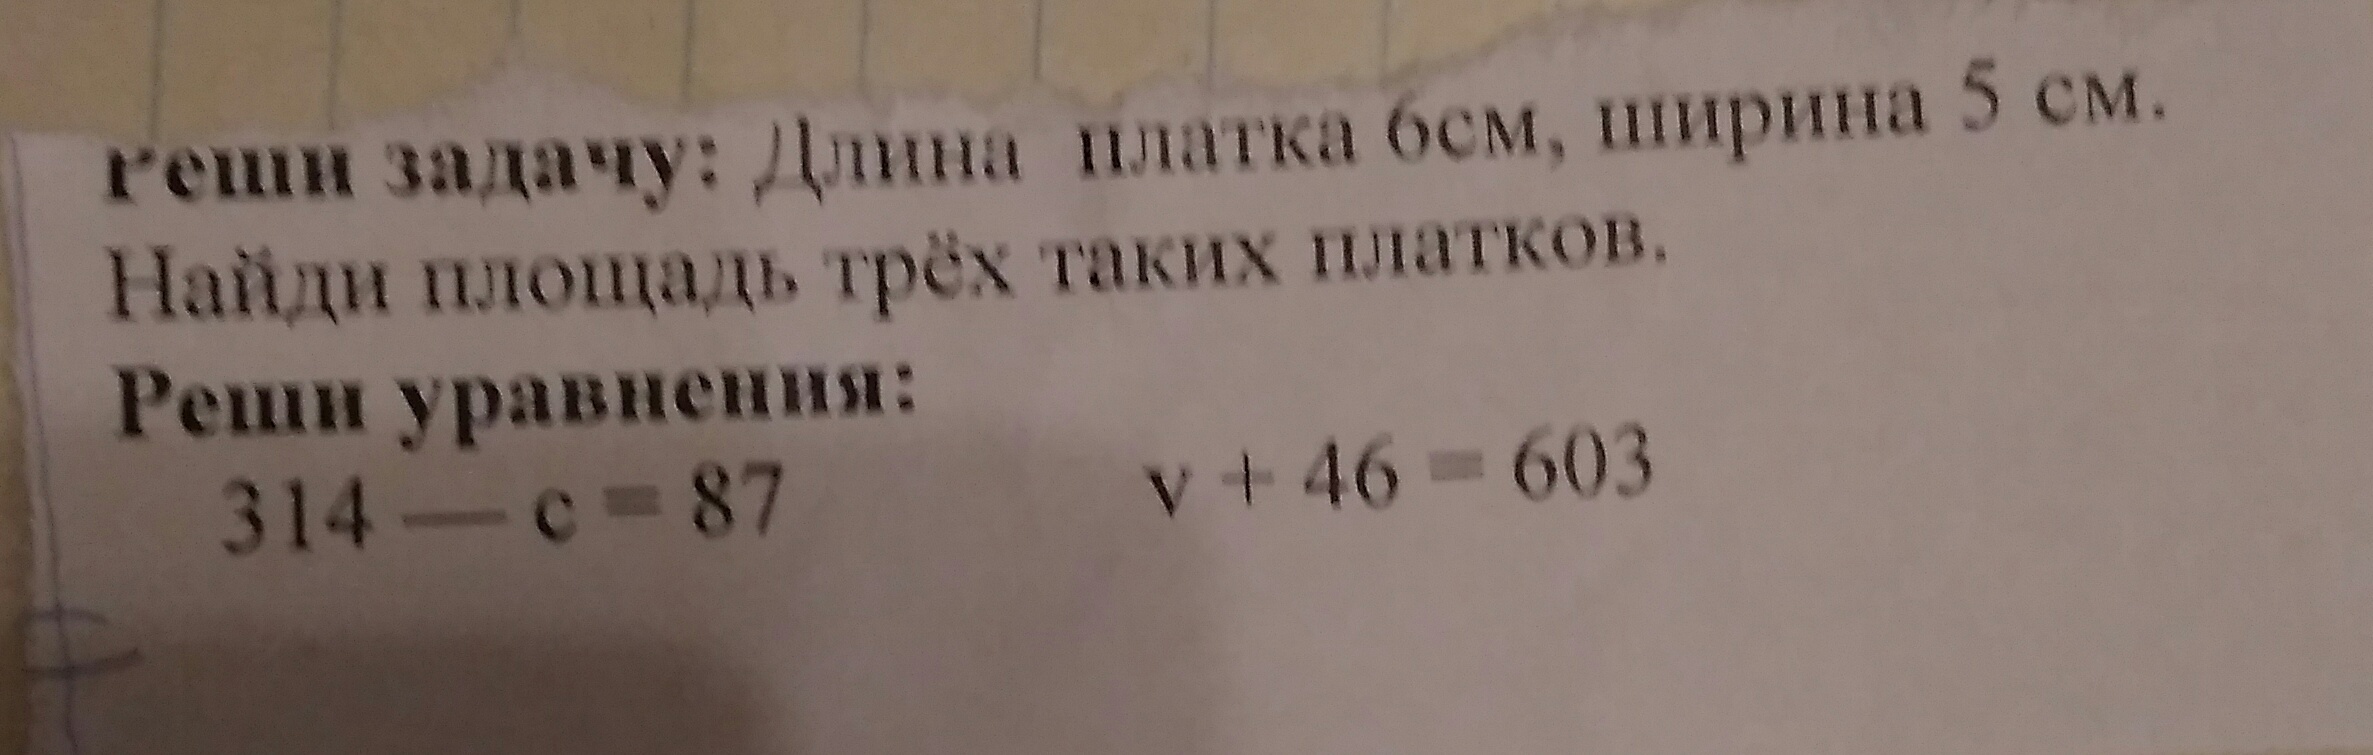 Реши задачу: Длина платка 6см, ширина 5 см.
Найди площадь трёх таких платков.
Реши уравнения:
314 — с = 87 v + 46 = 603